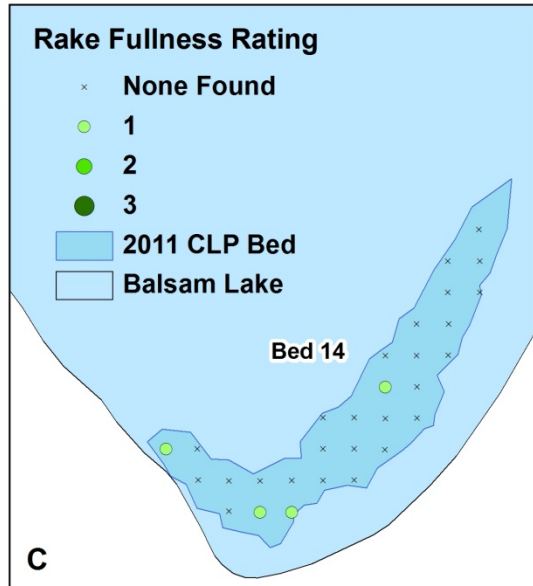 Rake Fullness Rating
None Found
1
2
3
2011 CLP Bed
Balsam Lake
Bed 14
C